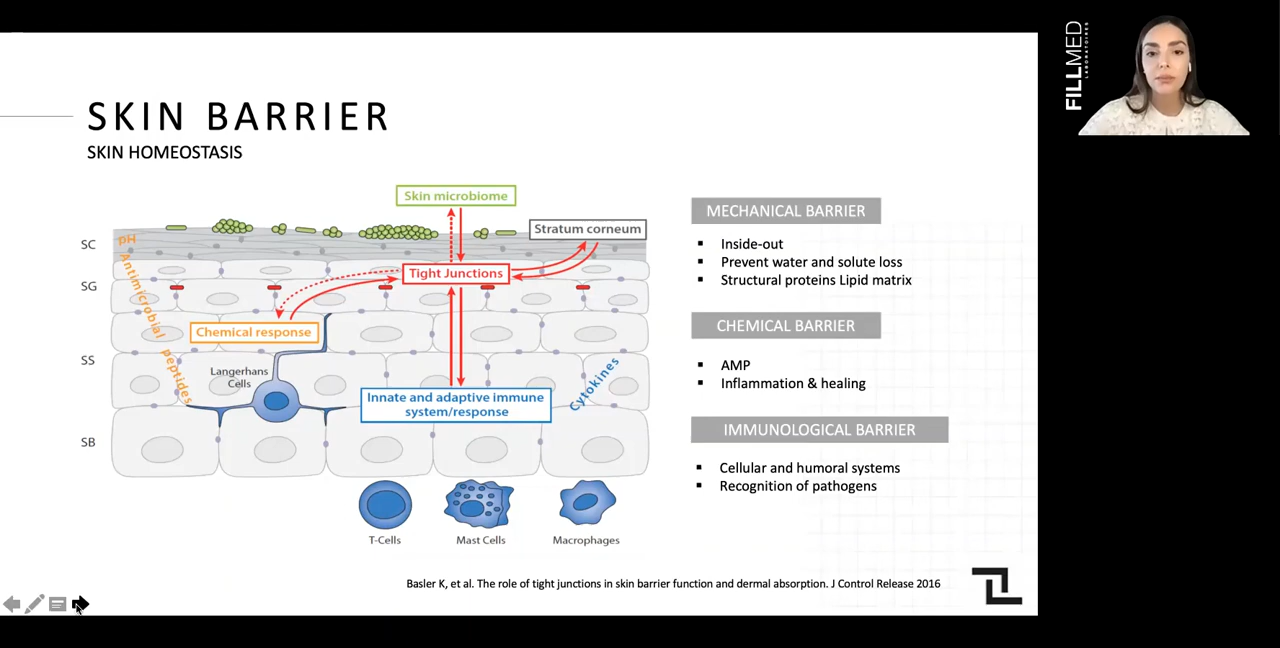 SKIN BARRIER
SKIN HOMEOSTASIS
Skin microbiome
Stratum corneum
SC
pH
Tight Junctions
SG
Antimicrobial peptides
Chemical response
SS
Langerhans
Cells
Cytokines
Innate and adaptive immune
system/response
SB
T-Cells
Mast Cells
Macrophages
MECHANICAL BARRIER
Inside-out
Prevent water and solute loss
Structural proteins Lipid matrix
CHEMICAL BARRIER
AMP
Inflammation & healing
IMMUNOLOGICAL BARRIER
Cellular and humoral systems
Recognition of pathogens
Basler K, et al. The role of tight junctions in skin barrier function and dermal absorption. J Control Release 2016
FILLMED
LABORATOIRES